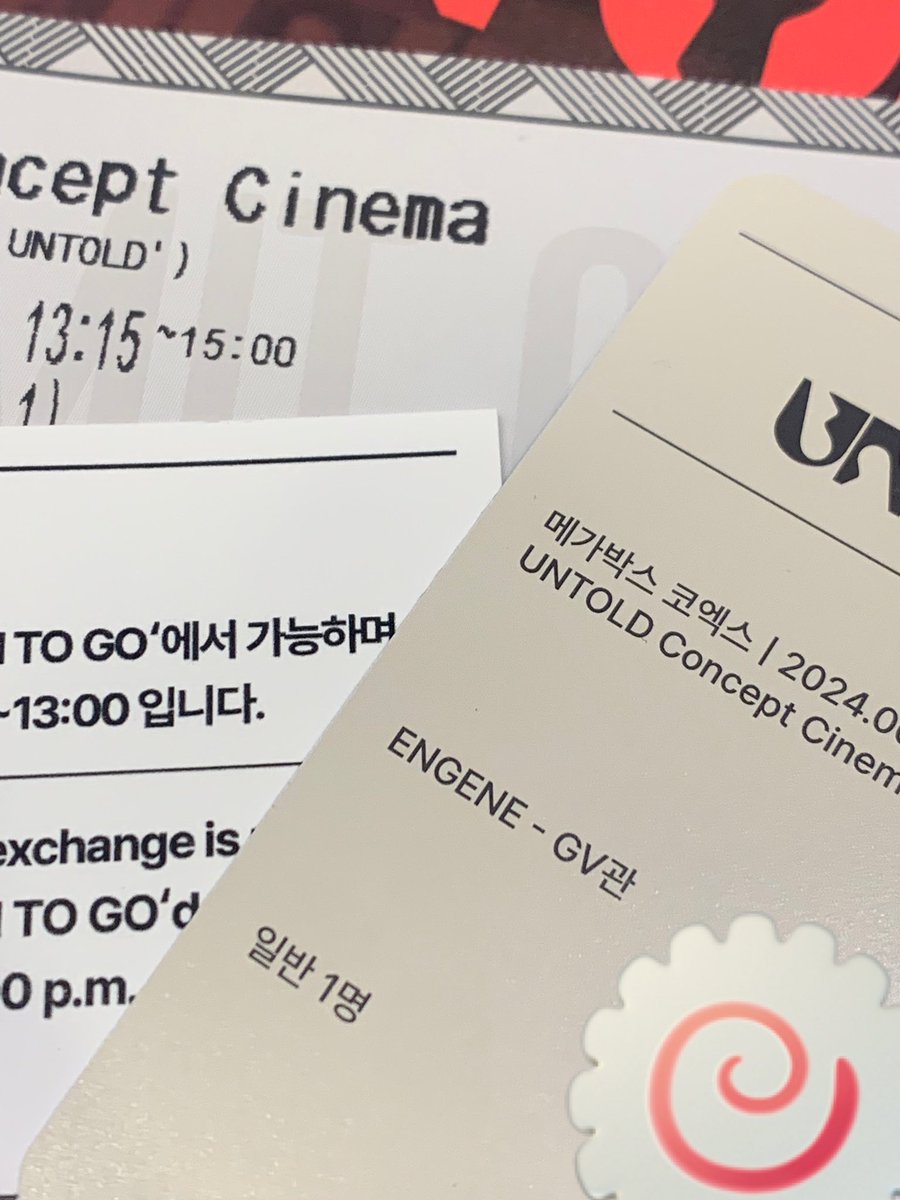 cept Cinema
UNTOLD')
13:15~15:00
1)
TO GO‘에서 가능하며
~13:00 입니다.
exchange is
TO GO‘d
0 p.m.
UN
메가박스 코엑스 | 2024.0
UNTOLD Concept Cinem
ENGENE - GV관
일반 1명